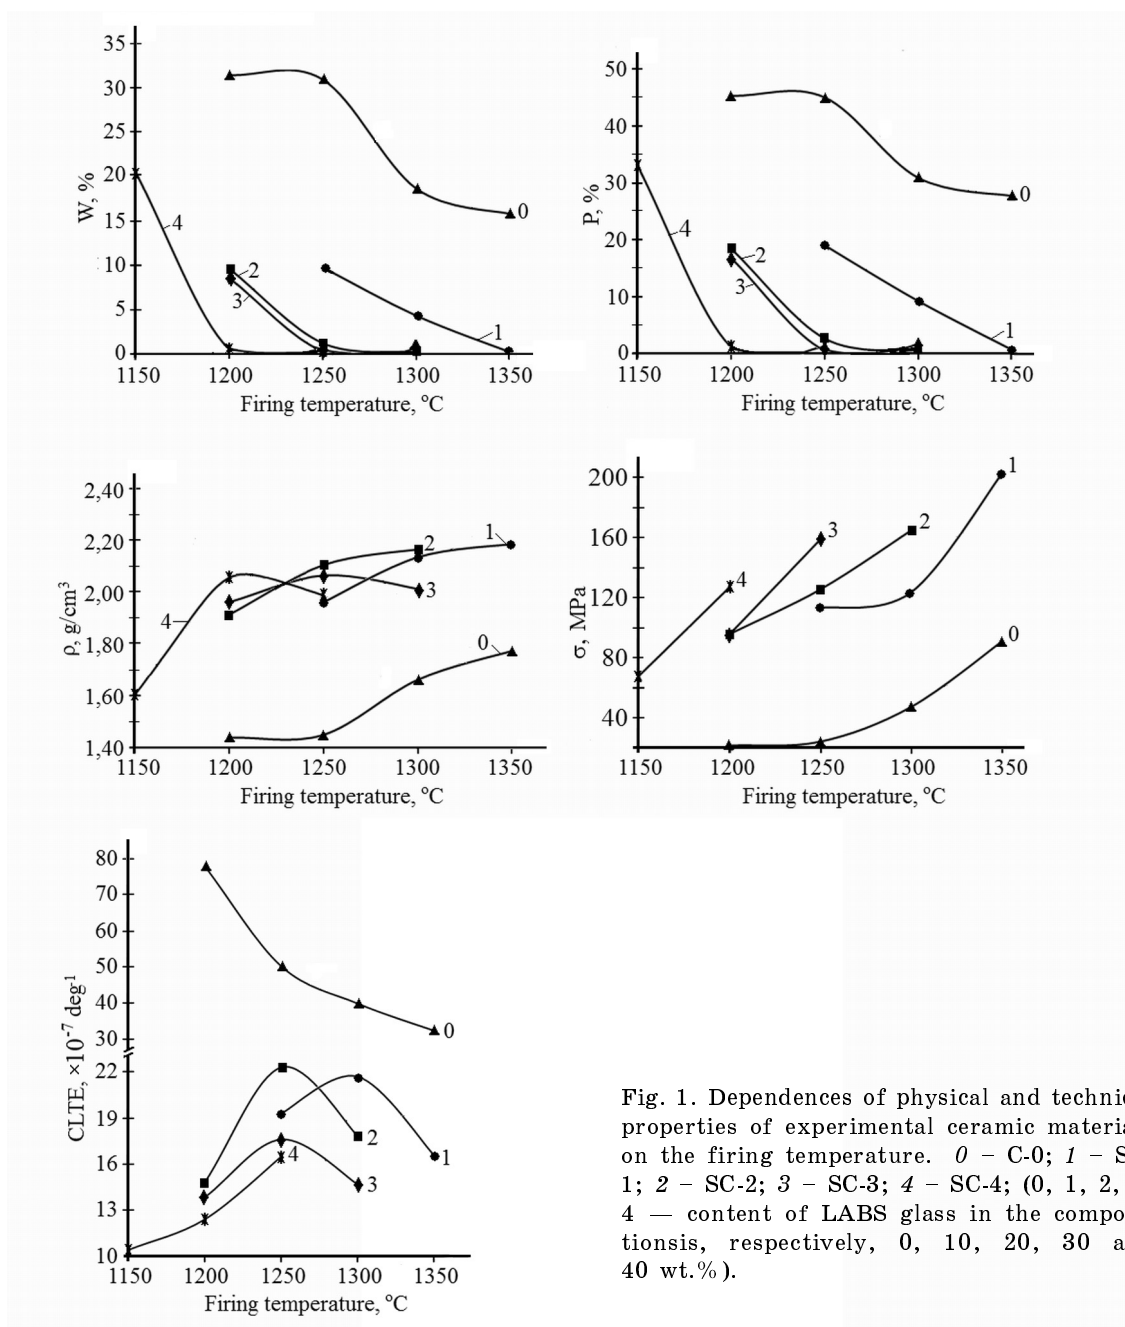 35
30
25
20
15
10
5
0
W, %
4
2
3
1
0
1150 1200 1250 1300 1350
Firing temperature, °C
50
40
30
20
10
0
P, %
4
2
3
1
0
1150 1200 1250 1300 1350
Firing temperature, °C
2,40
2,20
2,00
1,80
1,60
1,40
ρ, g/cm³
4
2
1
3
0
1150 1200 1250 1300 1350
Firing temperature, °C
200
160
120
80
40
σ, MPa
4
3
2
1
0
1150 1200 1250 1300 1350
Firing temperature, °C
80
70
60
50
40
30
22
19
16
13
10
CLTE, ×10⁻⁷ deg⁻¹
0
2
4
1
3
1150 1200 1250 1300 1350
Firing temperature, °C
Fig. 1. Dependences of physical and technic
properties of experimental ceramic materia
on the firing temperature. 0 – C-0; 1 – S
1; 2 – SC-2; 3 – SC-3; 4 – SC-4; (0, 1, 2,
4 — content of LABS glass in the compo
tionsis, respectively, 0, 10, 20, 30 a
40 wt.%).